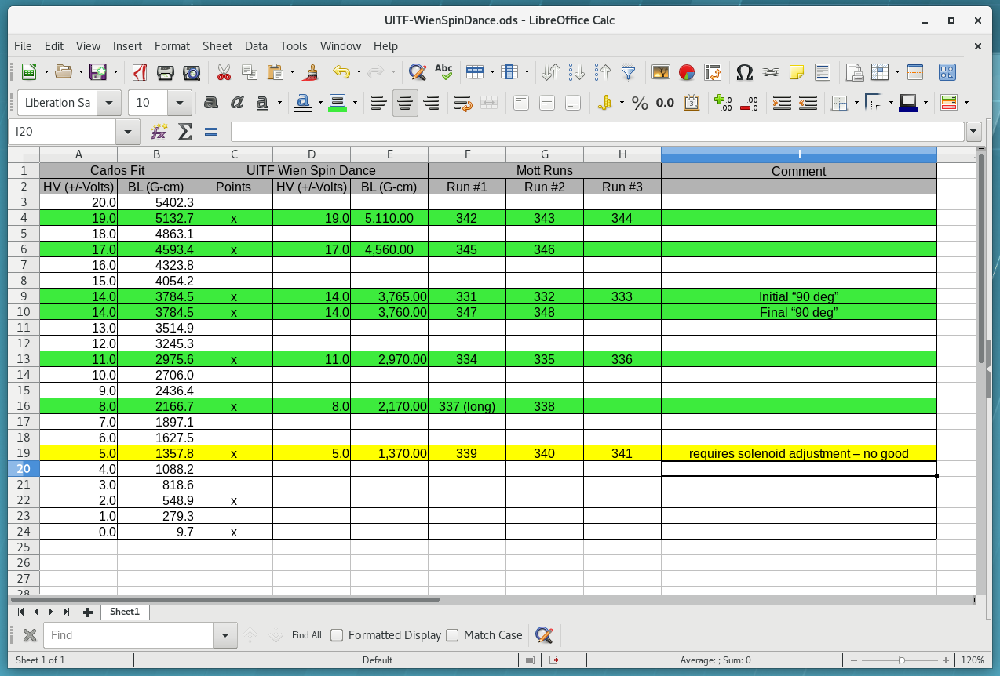 UITF-WienSpinDance.ods - LibreOffice Calc
File Edit View Insert Format Sheet Data Tools Window Help
Liberation Sa 10
I20
A B C D E F G H I
1 Carlos Fit UITF Wien Spin Dance Mott Runs Comment
2 HV (+/-Volts) BL (G-cm) Points HV (+/-Volts) BL (G-cm) Run #1 Run #2 Run #3
3 20.0 5402.3
4 19.0 5132.7 x 19.0 5,110.00 342 343 344
5 18.0 4863.1
6 17.0 4593.4 x 17.0 4,560.00 345 346
7 16.0 4323.8
8 15.0 4054.2
9 14.0 3784.5 x 14.0 3,765.00 331 332 333 Initial “90 deg”
10 14.0 3784.5 x 14.0 3,760.00 347 348 Final “90 deg”
11 13.0 3514.9
12 12.0 3245.3
13 11.0 2975.6 x 11.0 2,970.00 334 335 336
14 10.0 2706.0
15 9.0 2436.4
16 8.0 2166.7 x 8.0 2,170.00 337 (long) 338
17 7.0 1897.1
18 6.0 1627.5
19 5.0 1357.8 x 5.0 1,370.00 339 340 341 requires solenoid adjustment – no good
20 4.0 1088.2
21 3.0 818.6
22 2.0 548.9 x
23 1.0 279.3
24 0.0 9.7 x
25
26
27
28
Sheet1
Find Find All Formatted Display Match Case
Sheet 1 of 1 Default Average: ; Sum: 0 120%